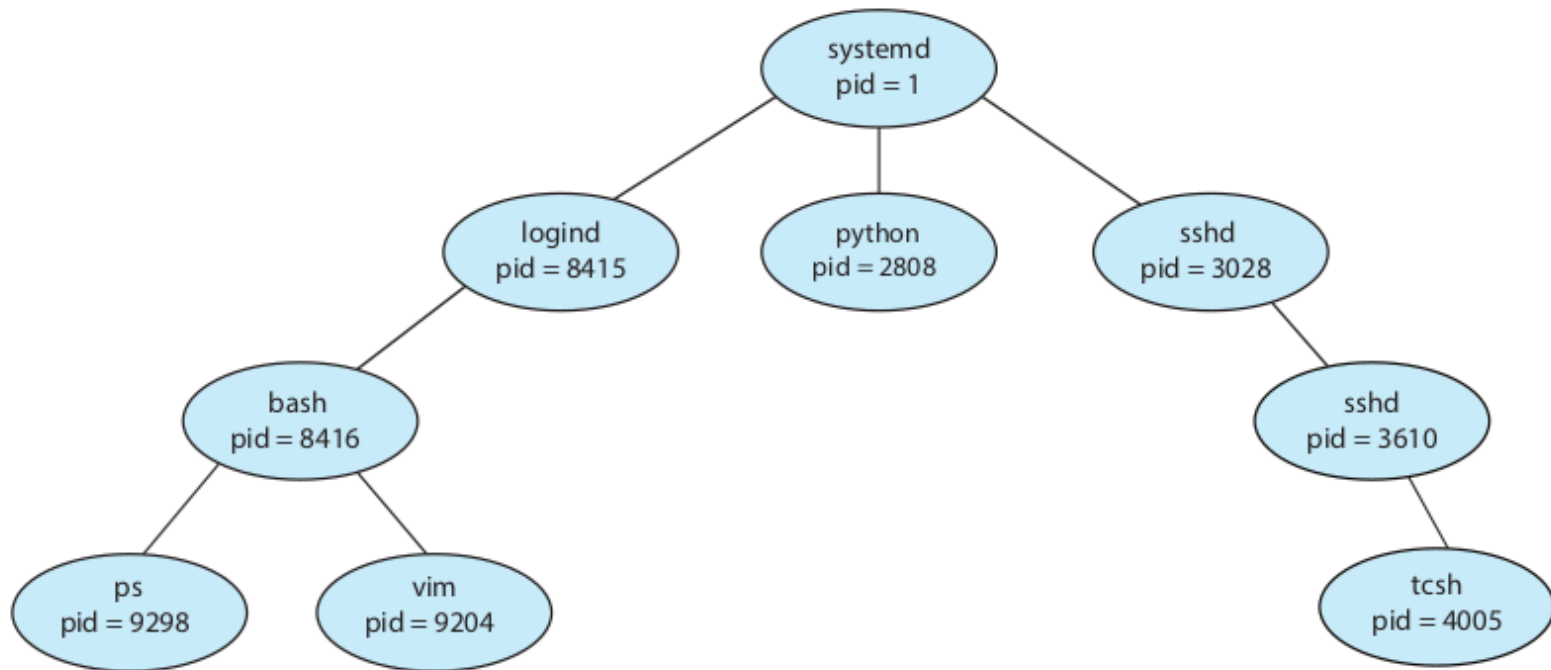 systemd
pid = 1
logind
pid = 8415
python
pid = 2808
sshd
pid = 3028
bash
pid = 8416
sshd
pid = 3610
ps
pid = 9298
vim
pid = 9204
tcsh
pid = 4005